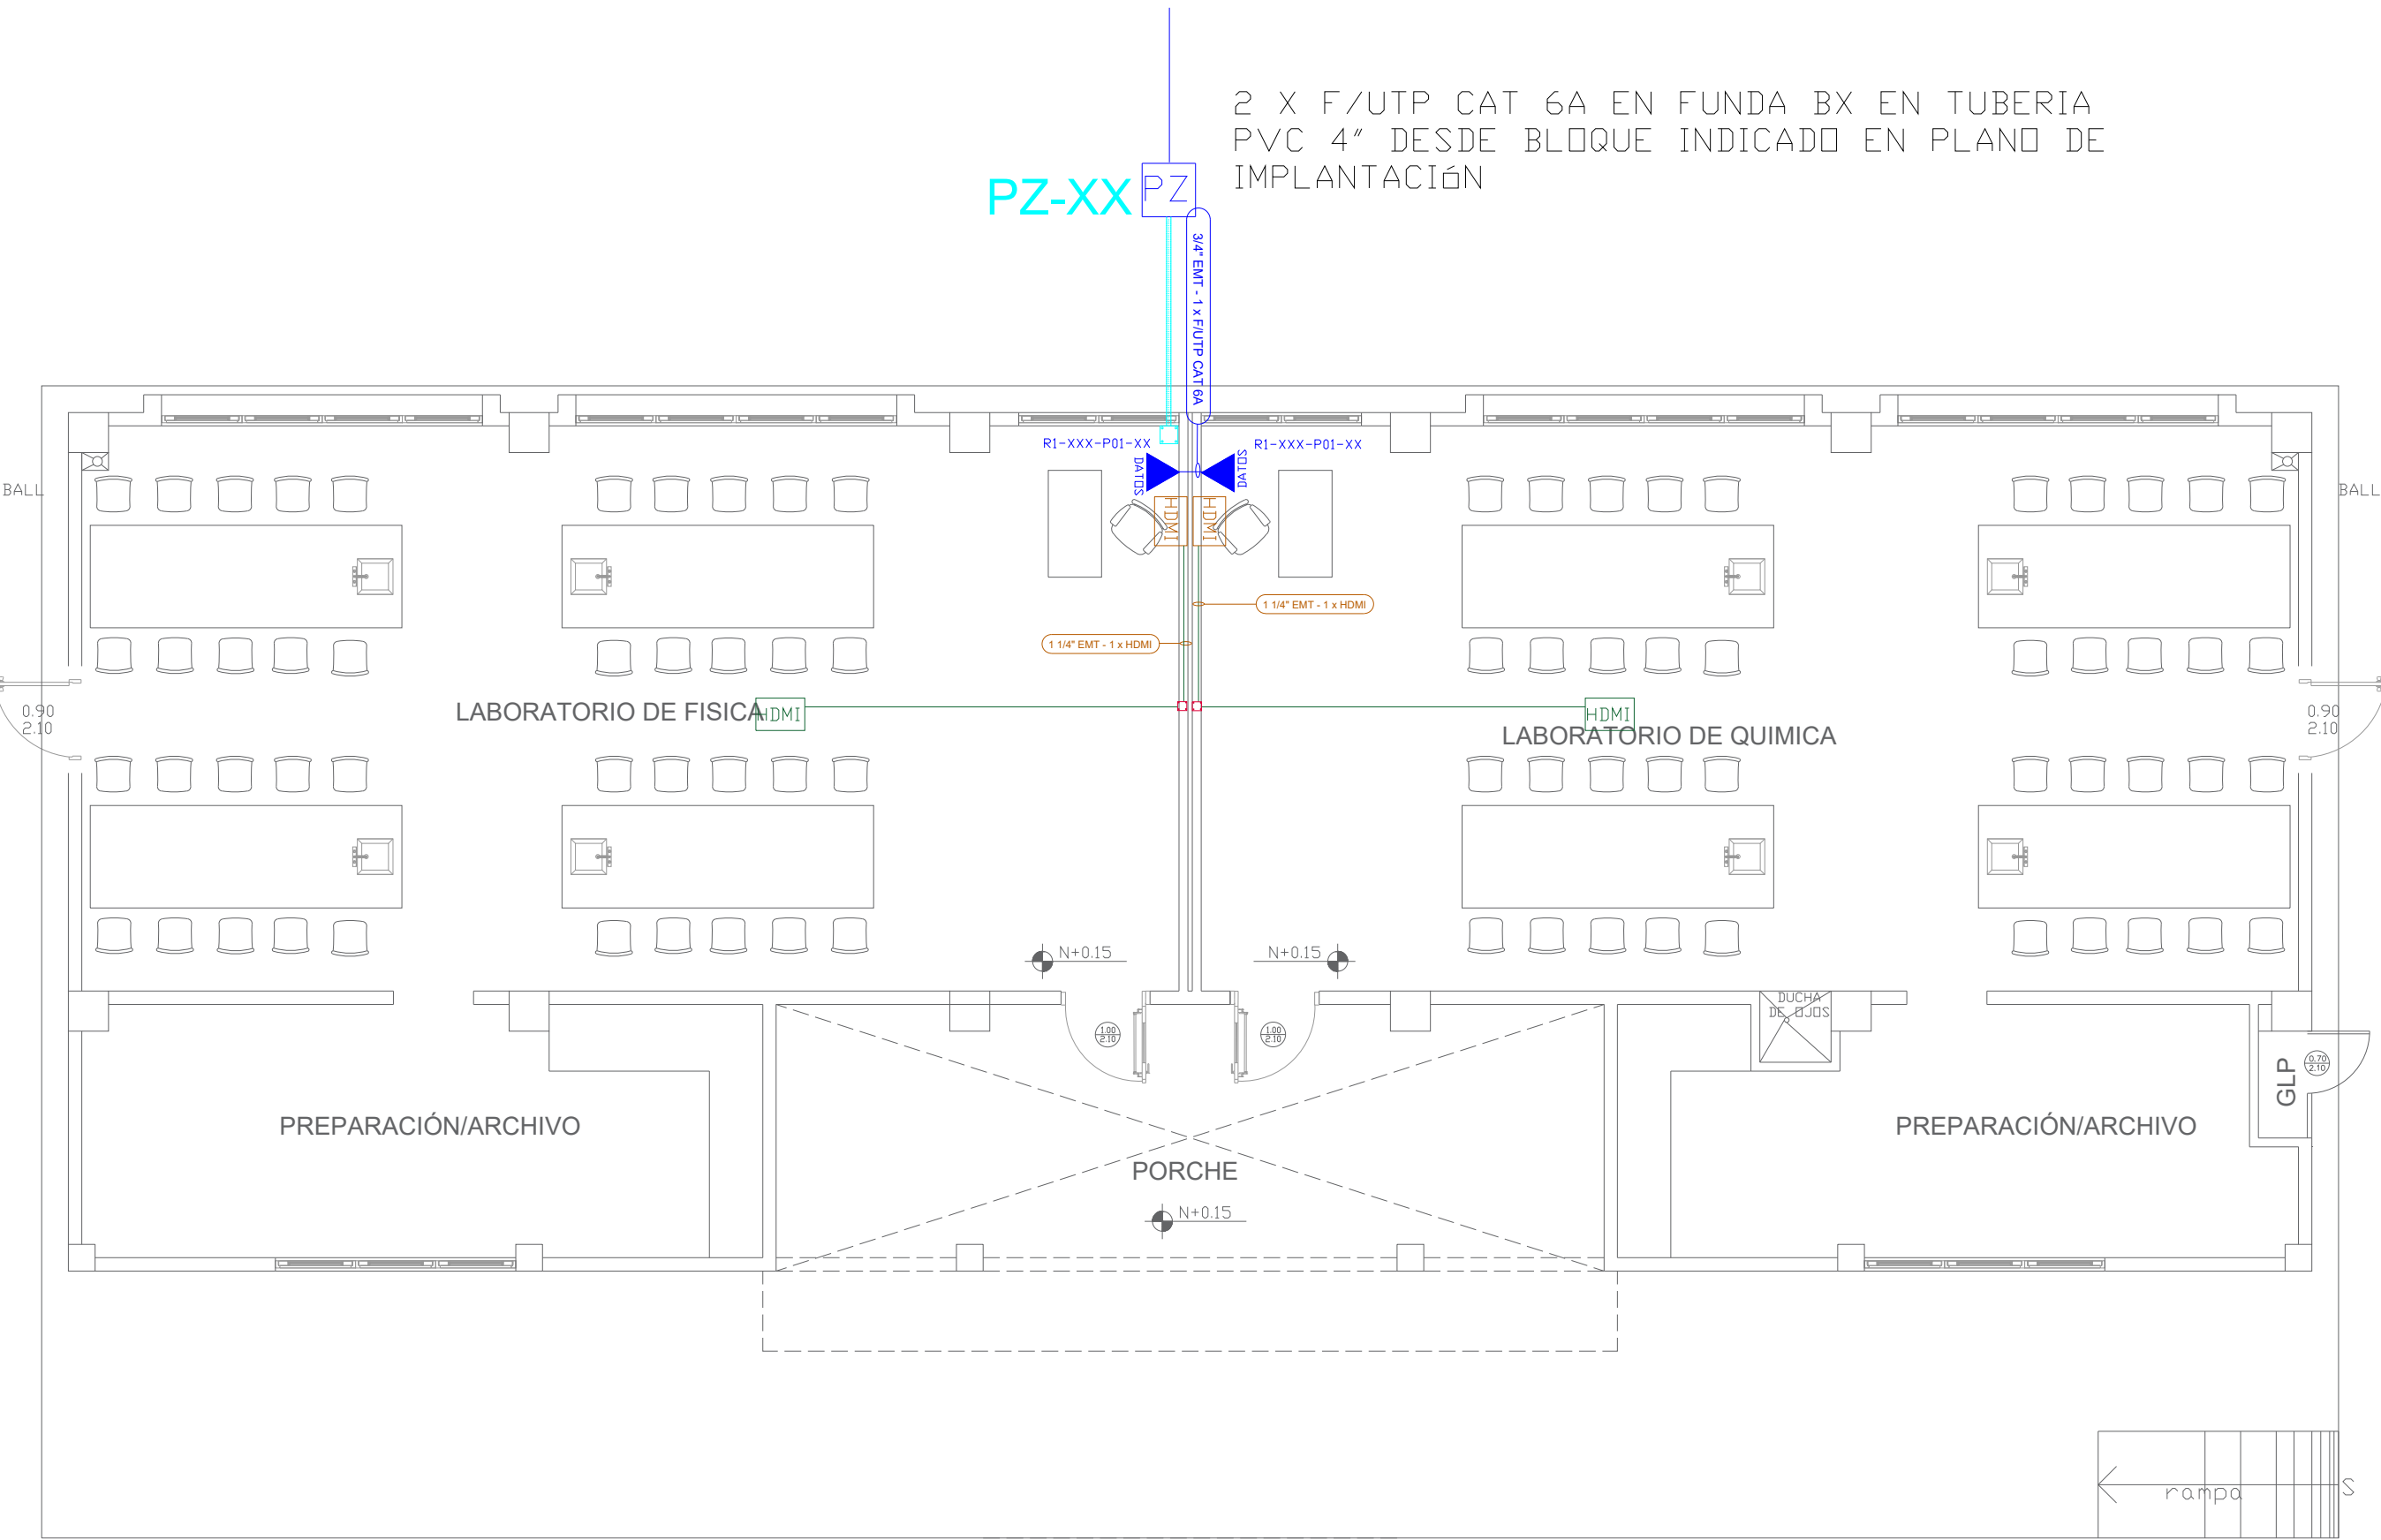 2 X F/UTP CAT 6A EN FUNDA BX EN TUBERIA
PVC 4" DESDE BLOQUE INDICADO EN PLANO DE
IMPLANTACIóN
PZ-XX
PZ
3/4" EMT - 1 x F/UTP CAT 6A
R1-XXX-P01-XX
R1-XXX-P01-XX
DATOS
DATOS
BALL
BALL
HDMI
HDMI
1 1/4" EMT - 1 x HDMI
1 1/4" EMT - 1 x HDMI
0.90
2.10
LABORATORIO DE FISICA
HDMI
HDMI
LABORATORIO DE QUIMICA
0.90
2.10
N+0.15
N+0.15
DUCHA
DE OJOS
1.00
2.10
1.00
2.10
0.70
2.10
GLP
PREPARACIÓN/ARCHIVO
PREPARACIÓN/ARCHIVO
PORCHE
N+0.15
rampa
S